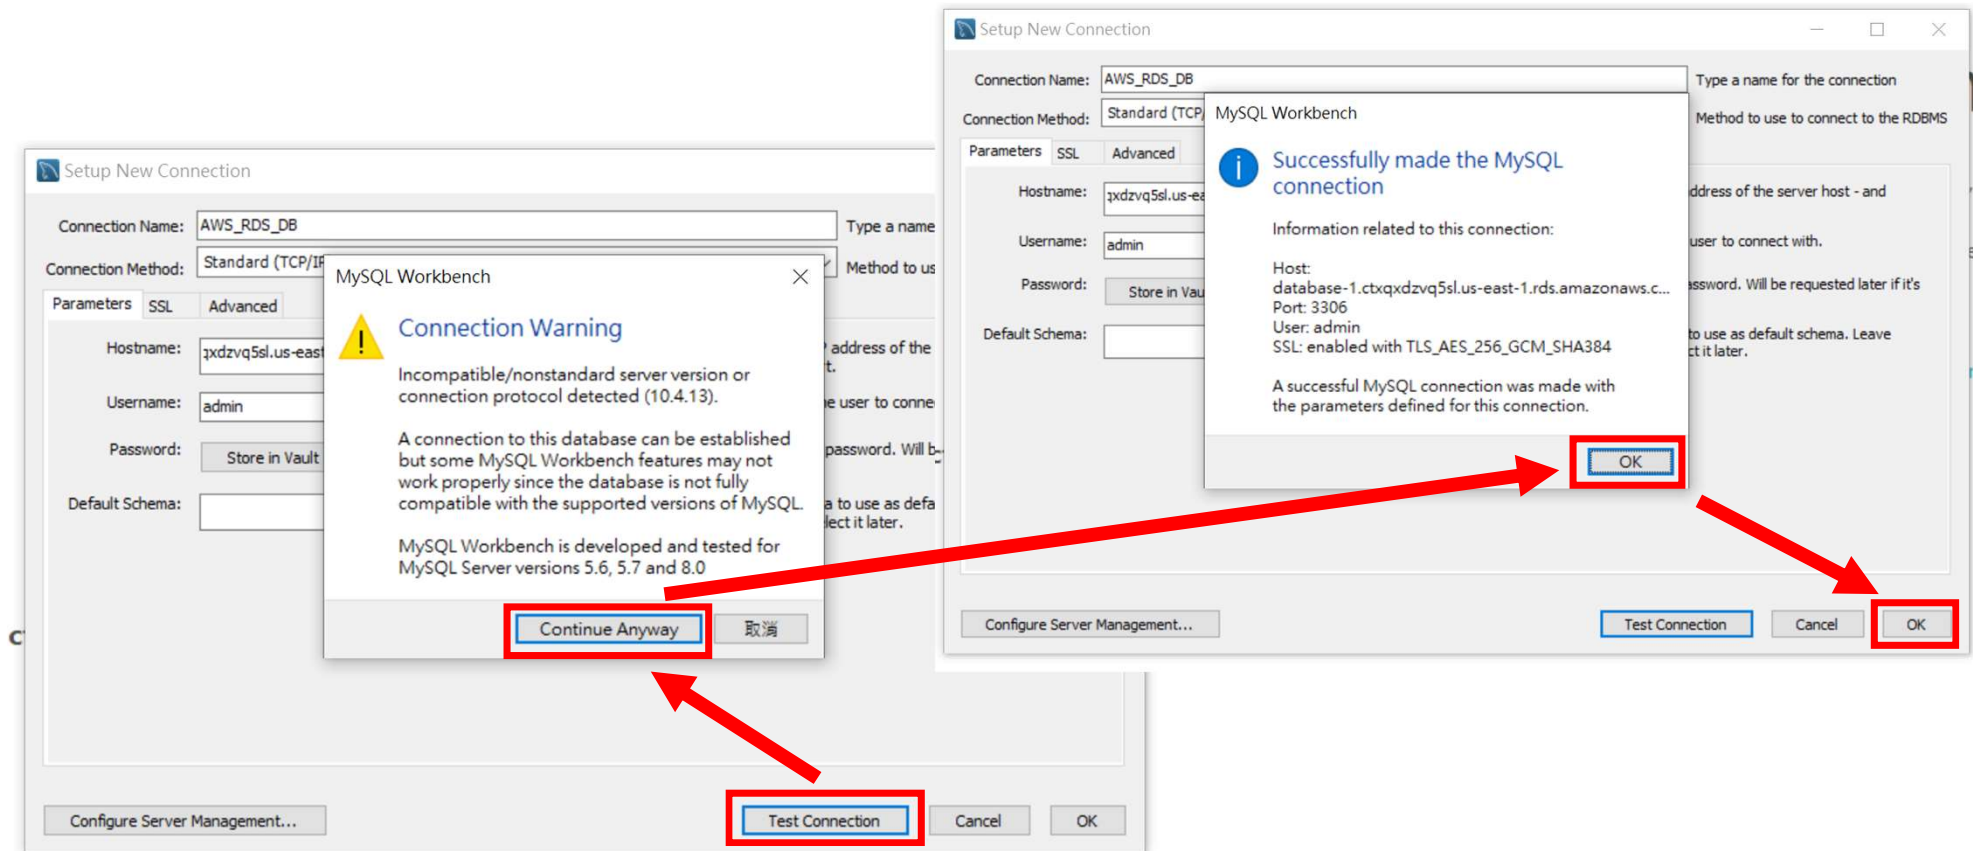 Setup New Connection
Connection Name: AWS_RDS_DB Type a name
Connection Method: Standard (TCP/IP Method to us
Parameters SSL Advanced
Hostname: qxdzvq5sl.us-east address of the
Username: admin e user to conne
Password: Store in Vault password. Will b
Default Schema: a to use as defa
lect it later.
MySQL Workbench
Connection Warning
Incompatible/nonstandard server version or
connection protocol detected (10.4.13).
A connection to this database can be established
but some MySQL Workbench features may not
work properly since the database is not fully
compatible with the supported versions of MySQL.
MySQL Workbench is developed and tested for
MySQL Server versions 5.6, 5.7 and 8.0
Continue Anyway 取消
Configure Server Management... Test Connection Cancel OK
Setup New Connection
Connection Name: AWS_RDS_DB Type a name for the connection
Connection Method: Standard (TCP/ Method to use to connect to the RDBMS
Parameters SSL Advanced
Hostname: qxdzvq5sl.us-ea ddress of the server host - and
Username: admin user to connect with.
Password: Store in Vau assword. Will be requested later if it's
Default Schema: to use as default schema. Leave
ct it later.
MySQL Workbench
Successfully made the MySQL
connection
Information related to this connection:
Host:
database-1.ctxqxdzvq5sl.us-east-1.rds.amazonaws.c...
Port: 3306
User: admin
SSL: enabled with TLS_AES_256_GCM_SHA384
A successful MySQL connection was made with
the parameters defined for this connection.
OK
Configure Server Management... Test Connection Cancel OK